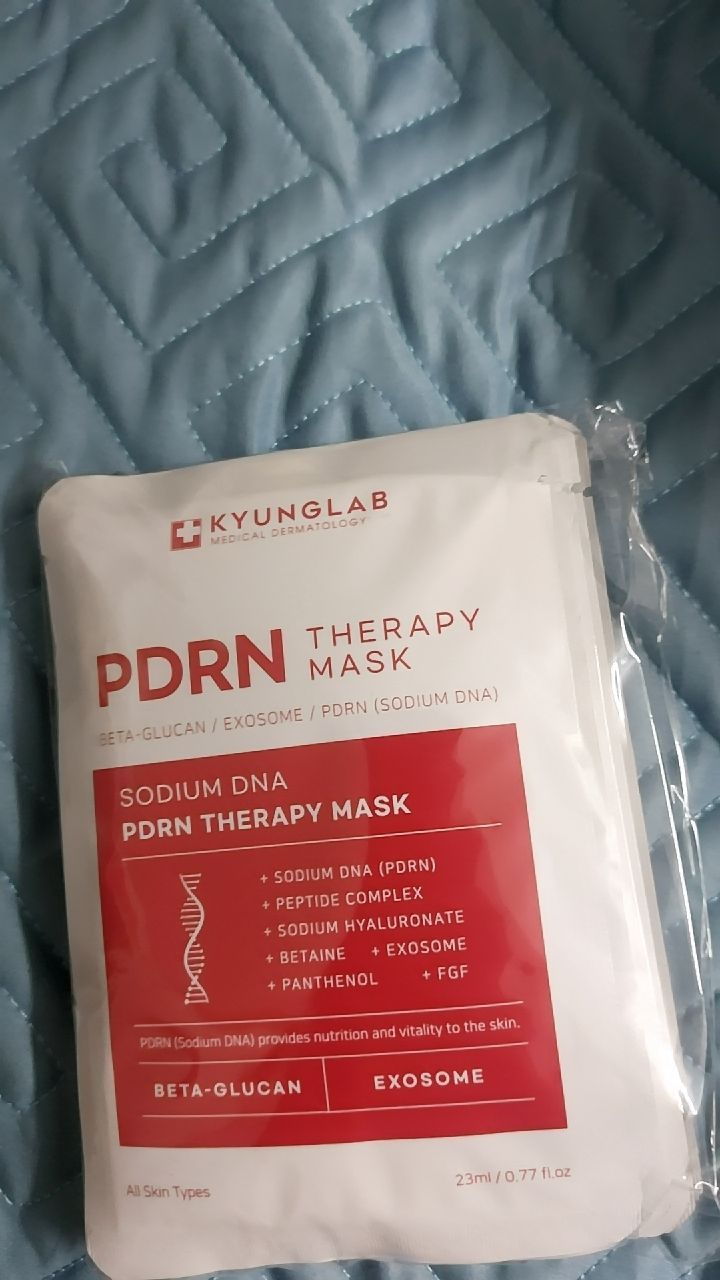 KYUNGLAB
MEDICAL DERMATOLOGY
PDRN THERAPY
MASK
BETA-GLUCAN / EXOSOME / PDRN (SODIUM DNA)
SODIUM DNA
PDRN THERAPY MASK
+ SODIUM DNA (PDRN)
+ PEPTIDE COMPLEX
+ SODIUM HYALURONATE
+ BETAINE + EXOSOME
+ PANTHENOL + FGF
PDRN (Sodium DNA) provides nutrition and vitality to the skin.
BETA-GLUCAN EXOSOME
All Skin Types 23ml / 0.77 fl.oz